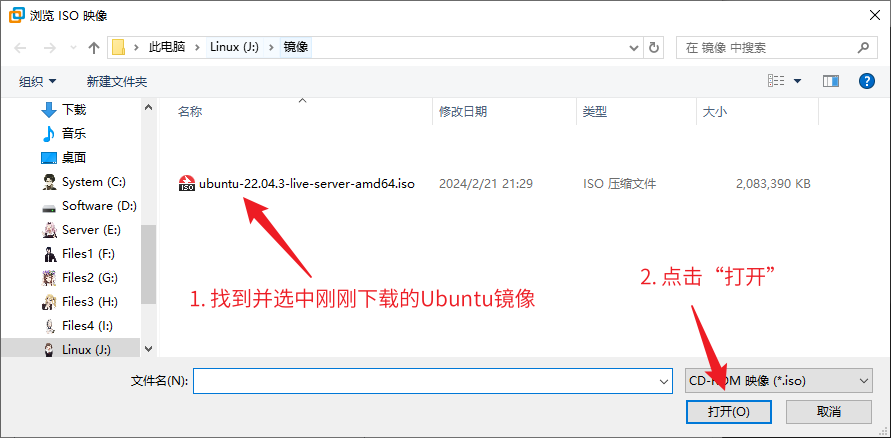 浏览 ISO 映像
此电脑 Linux (J:) 镜像
在 镜像 中搜索
组织
新建文件夹
名称 修改日期 类型 大小
下载
音乐
桌面
System (C:)
Software (D:)
Server (E:)
Files1 (F:)
Files2 (G:)
Files3 (H:)
Files4 (I:)
Linux (J:)
ISO
ubuntu-22.04.3-live-server-amd64.iso 2024/2/21 21:29 ISO 压缩文件 2,083,390 KB
1. 找到并选中刚刚下载的Ubuntu镜像
2. 点击“打开”
文件名(N):
CD-ROM 映像 (*.iso)
打开(O)
取消